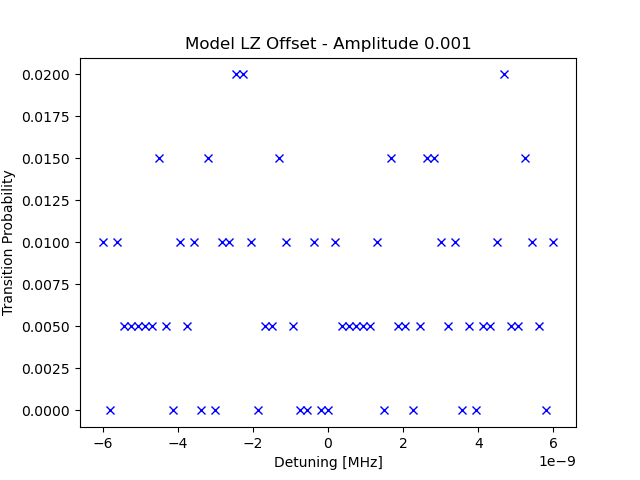 Model LZ Offset - Amplitude 0.001
0.0200
0.0175
0.0150
0.0125
0.0100
0.0075
0.0050
0.0025
0.0000
Transition Probability
−6 −4 −2 0 2 4 6
1e−9
Detuning [MHz]